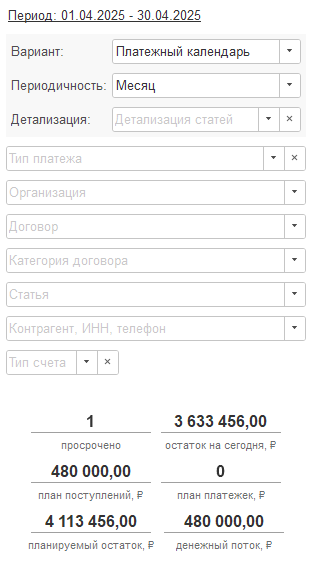 Период: 01.04.2025 - 30.04.2025
Вариант: Платежный календарь
Периодичность: Месяц
Детализация: Детализация статей
Тип платежа
Организация
Договор
Категория договора
Статья
Контрагент, ИНН, телефон
Тип счета
1 3 633 456,00
просрочено остаток на сегодня, ₽
480 000,00 0
план поступлений, ₽ план платежек, ₽
4 113 456,00 480 000,00
планируемый остаток, ₽ денежный поток, ₽